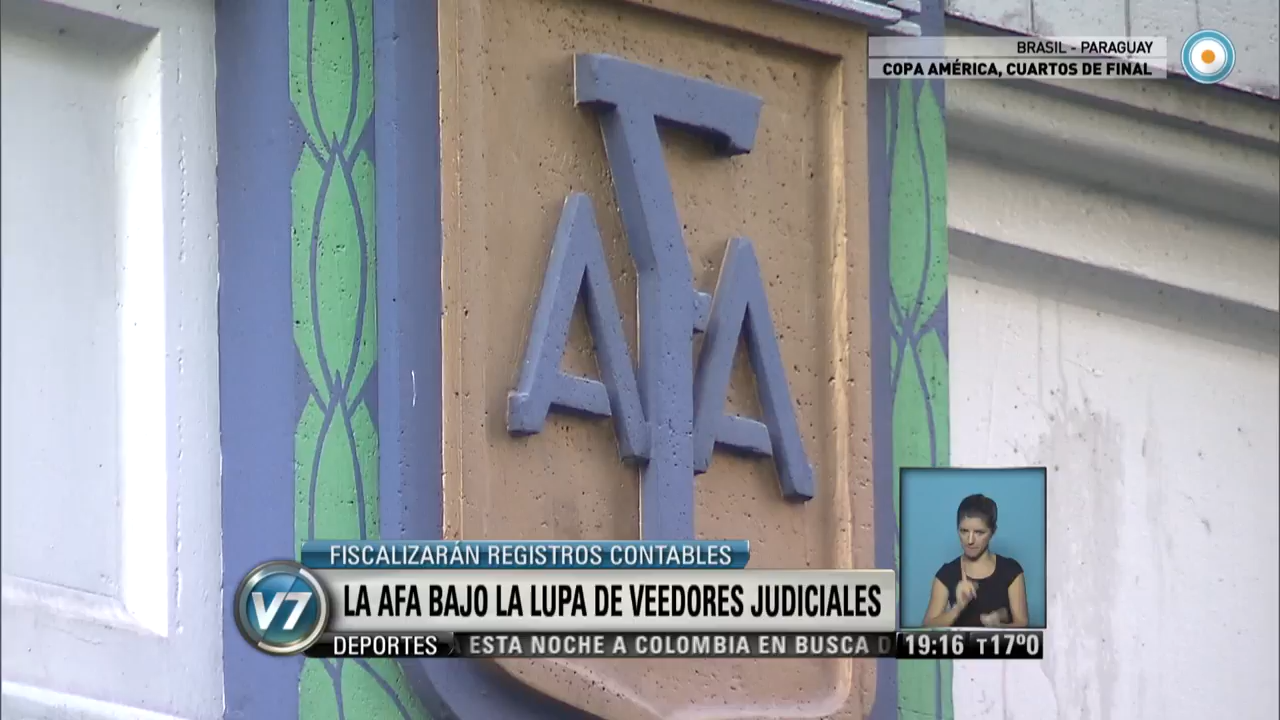 BRASIL - PARAGUAY
COPA AMÉRICA, CUARTOS DE FINAL
AFA
FISCALIZARÁN REGISTROS CONTABLES
V7
LA AFA BAJO LA LUPA DE VEEDORES JUDICIALES
DEPORTES
ESTA NOCHE A COLOMBIA EN BUSCA
19:16 T17º0